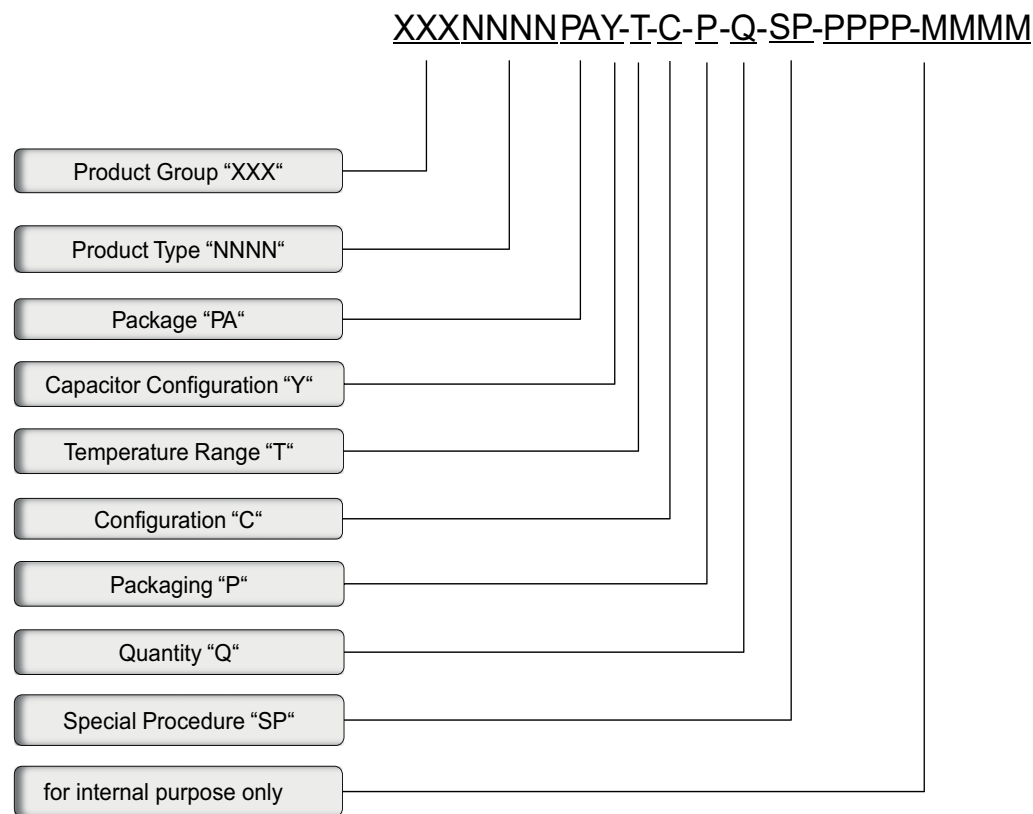 XXXNNNNPAY-T-C-P-Q-SP-PPPP-MMMM
Product Group “XXX“
Product Type “NNNN“
Package “PA“
Capacitor Configuration “Y“
Temperature Range “T“
Configuration “C“
Packaging “P“
Quantity “Q“
Special Procedure “SP“
for internal purpose only